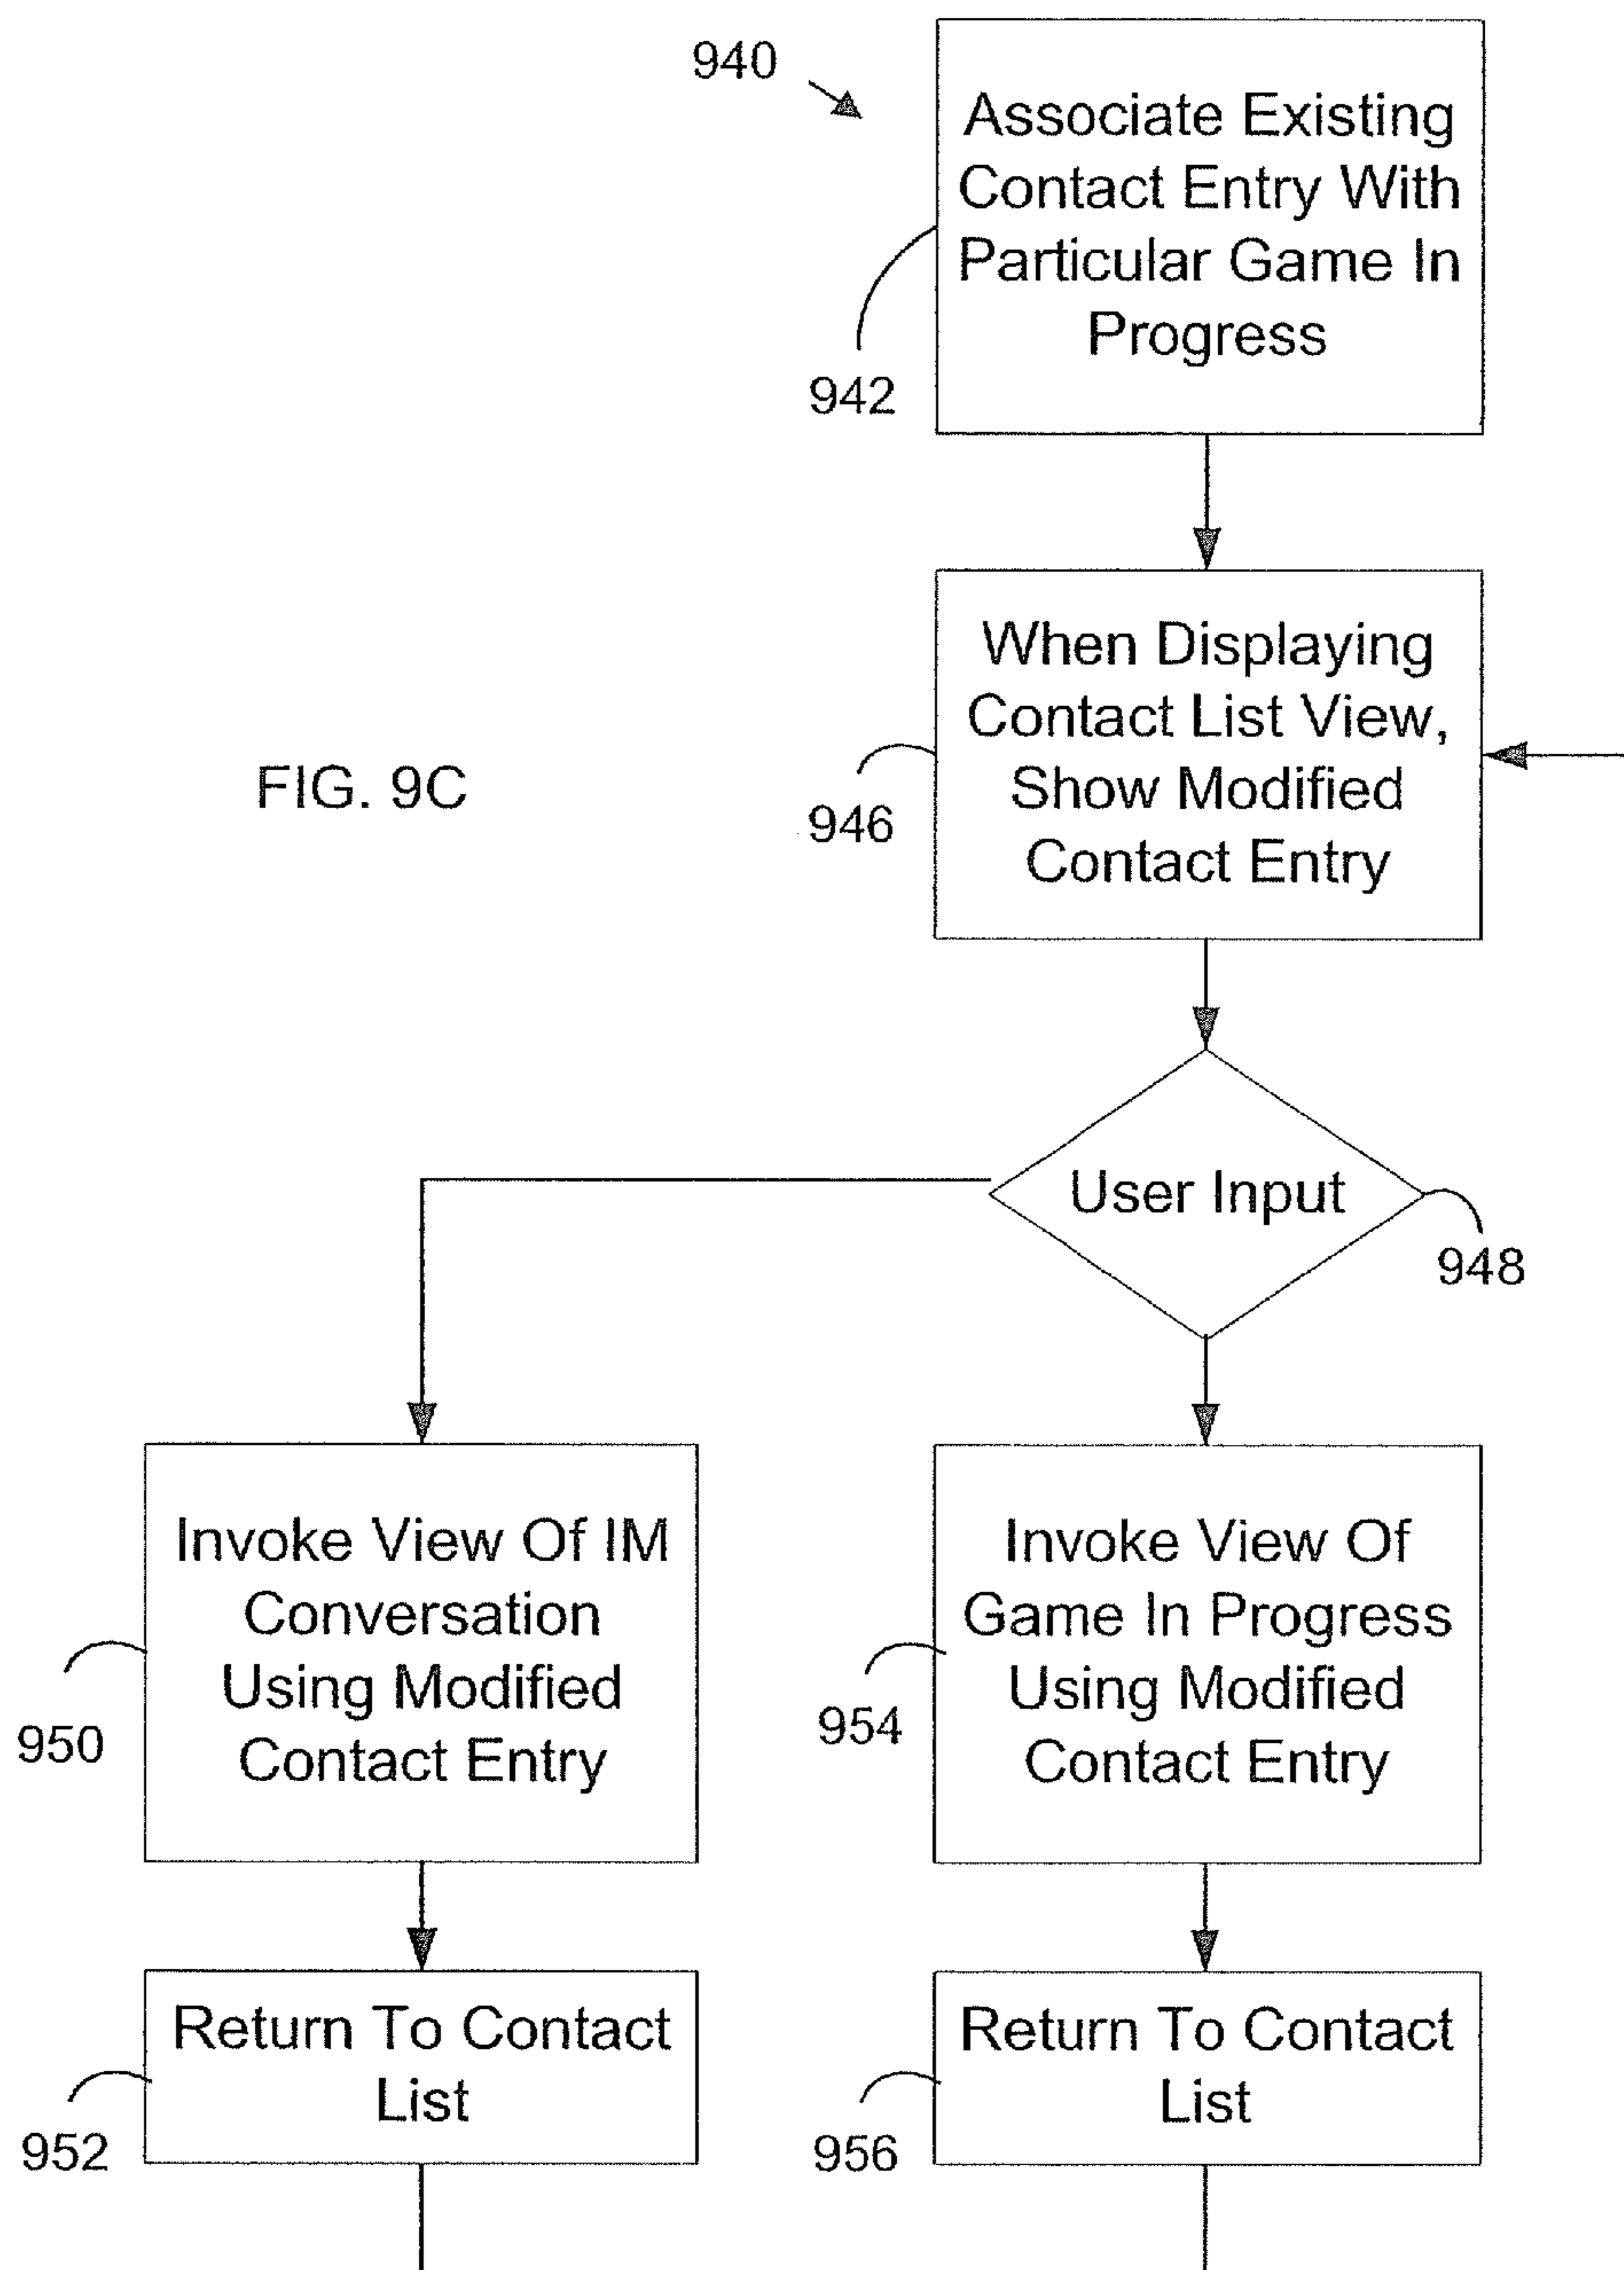 940
Associate Existing
Contact Entry With
Particular Game In
Progress
942
When Displaying
Contact List View,
Show Modified
Contact Entry
946
FIG. 9C
User Input
948
Invoke View Of IM
Conversation
Using Modified
Contact Entry
950
Invoke View Of
Game In Progress
Using Modified
Contact Entry
954
Return To Contact
List
952
Return To Contact
List
956